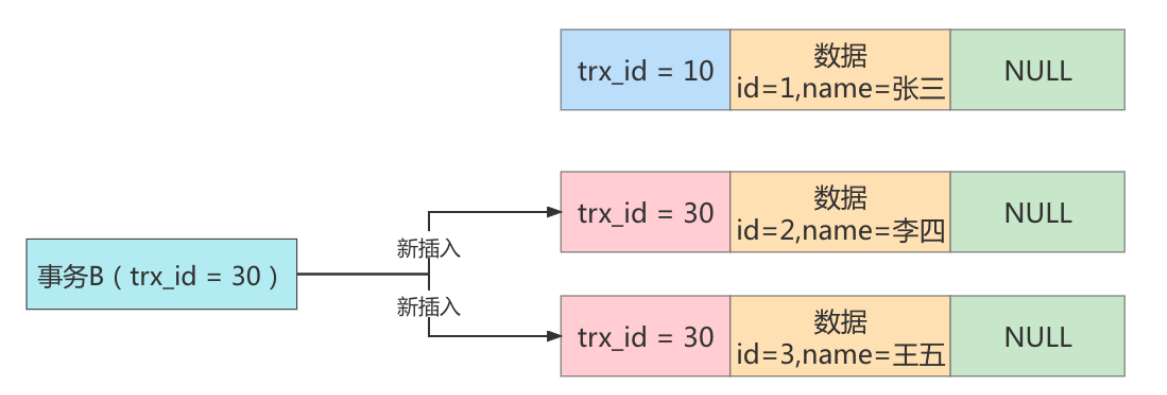 trx_id = 10
数据
id=1,name=张三
NULL
trx_id = 30
数据
id=2,name=李四
NULL
新插入
事务B（trx_id = 30）
新插入
trx_id = 30
数据
id=3,name=王五
NULL